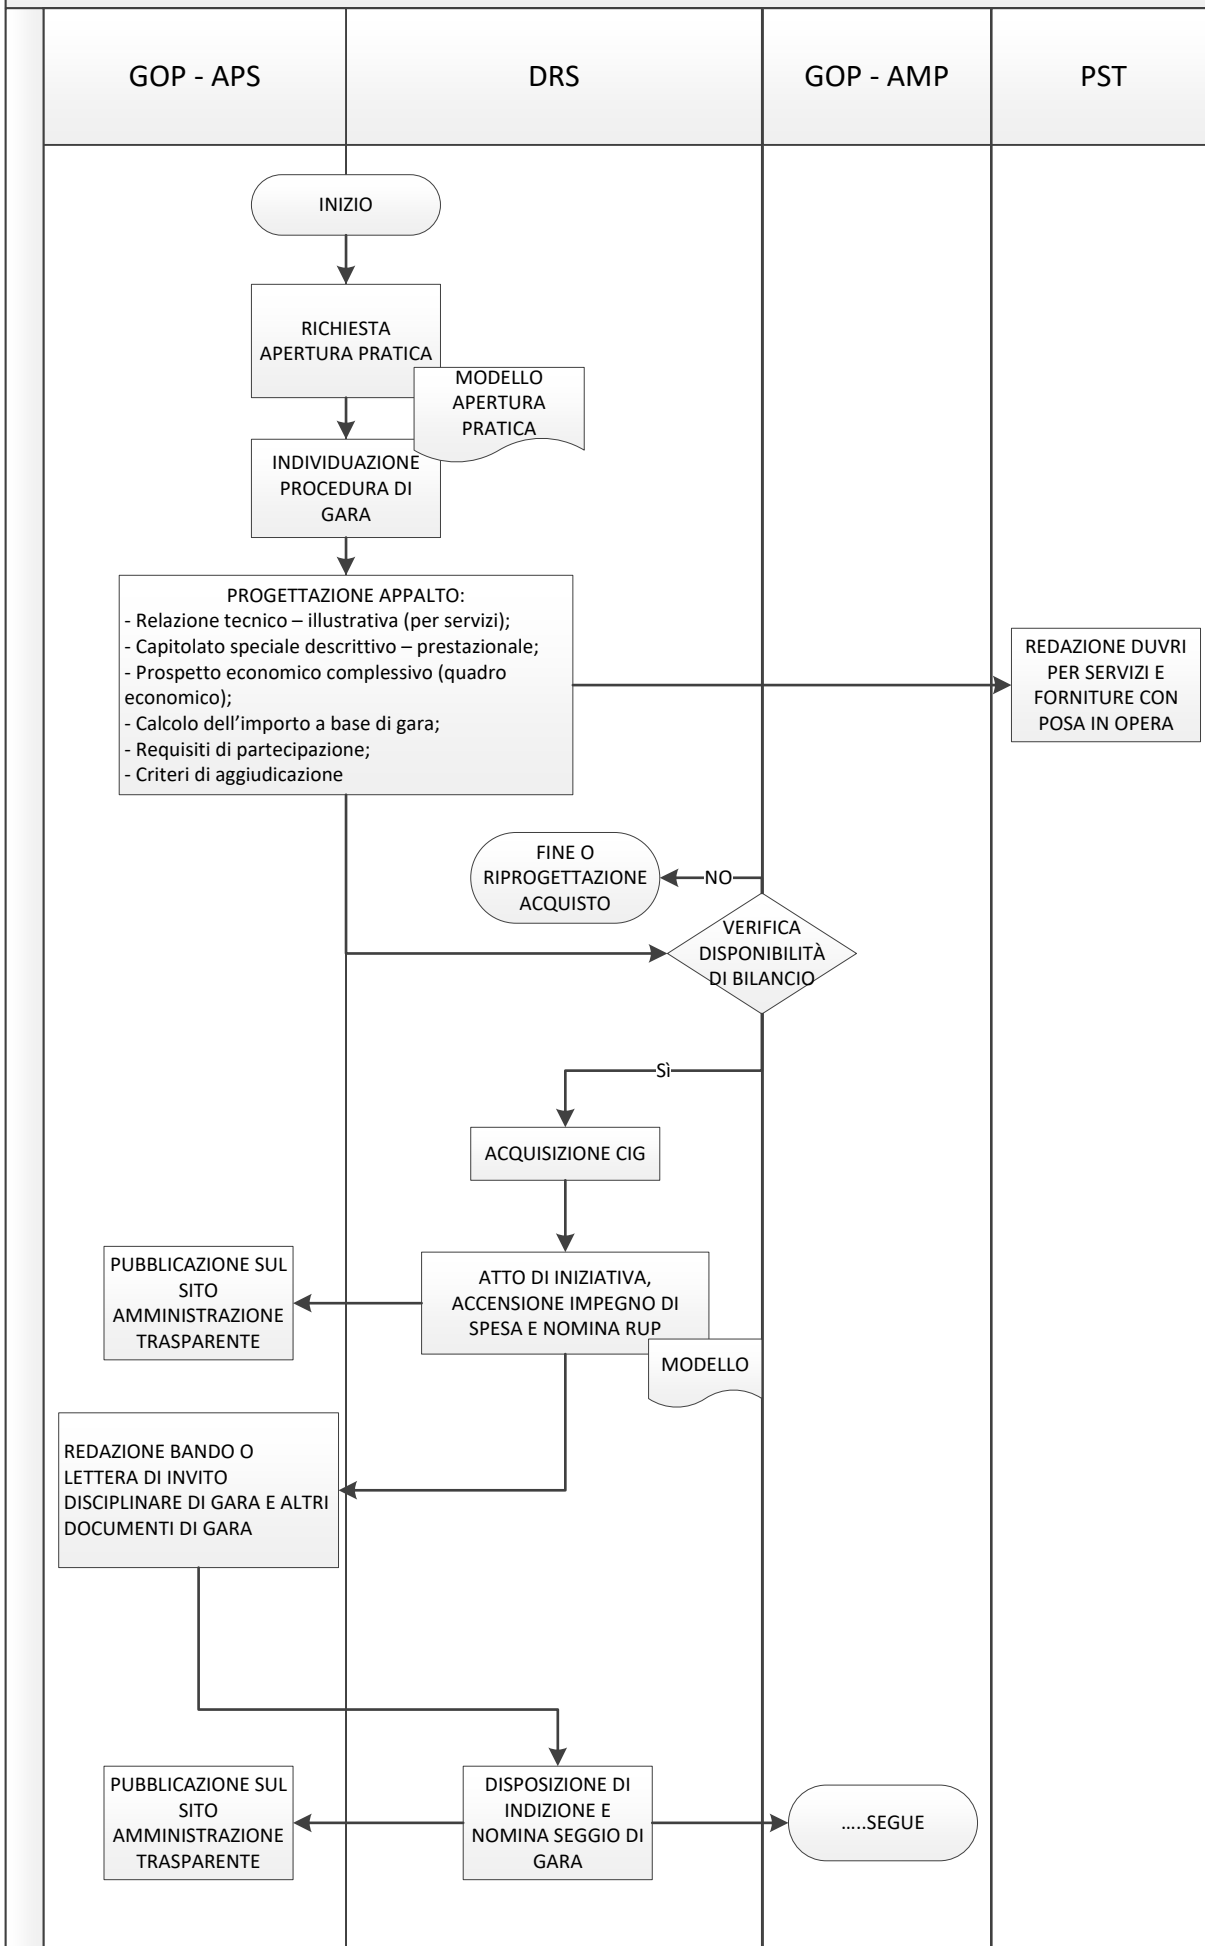 GOP - APS
DRS
GOP - AMP
PST
INIZIO
RICHIESTA
APERTURA PRATICA
MODELLO
APERTURA
PRATICA
INDIVIDUAZIONE
PROCEDURA DI
GARA
PROGETTAZIONE APPALTO:
- Relazione tecnico – illustrativa (per servizi);
- Capitolato speciale descrittivo – prestazionale;
- Prospetto economico complessivo (quadro
economico);
- Calcolo dell’importo a base di gara;
- Requisiti di partecipazione;
- Criteri di aggiudicazione
REDAZIONE DUVRI
PER SERVIZI E
FORNITURE CON
POSA IN OPERA
FINE O
RIPROGETTAZIONE
ACQUISTO
NO
VERIFICA
DISPONIBILITÀ
DI BILANCIO
Sì
ACQUISIZIONE CIG
PUBBLICAZIONE SUL
SITO
AMMINISTRAZIONE
TRASPARENTE
ATTO DI INIZIATIVA,
ACCENSIONE IMPEGNO DI
SPESA E NOMINA RUP
MODELLO
REDAZIONE BANDO O
LETTERA DI INVITO
DISCIPLINARE DI GARA E ALTRI
DOCUMENTI DI GARA
PUBBLICAZIONE SUL
SITO
AMMINISTRAZIONE
TRASPARENTE
DISPOSIZIONE DI
INDIZIONE E
NOMINA SEGGIO DI
GARA
…..SEGUE